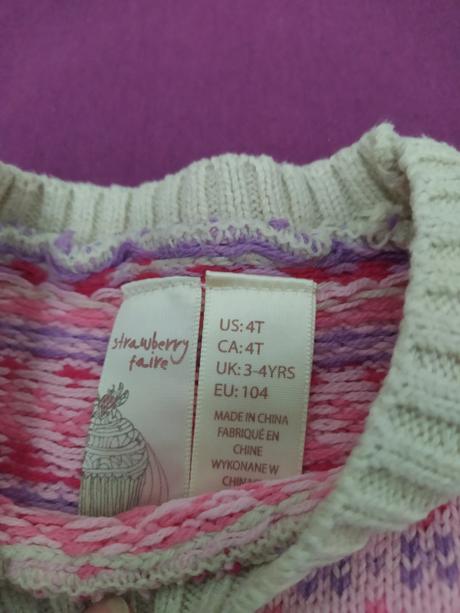 strawberry
faire
US: 4T
CA: 4T
UK: 3-4YRS
EU: 104
MADE IN CHINA
FABRIQUÉ EN
CHINE
WYKONANE W